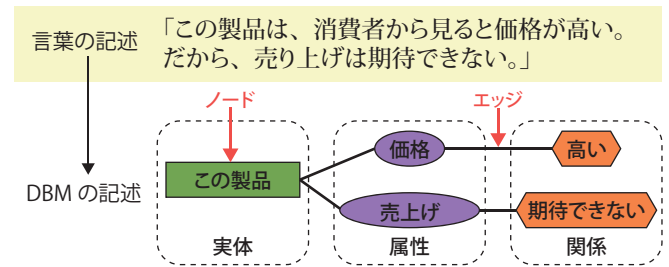 言葉の記述
「この製品は、消費者から見ると価格が高い。
だから、売り上げは期待できない。」
ノード
エッジ
価格
高い
この製品
DBM の記述
売上げ
期待できない
実体
属性
関係